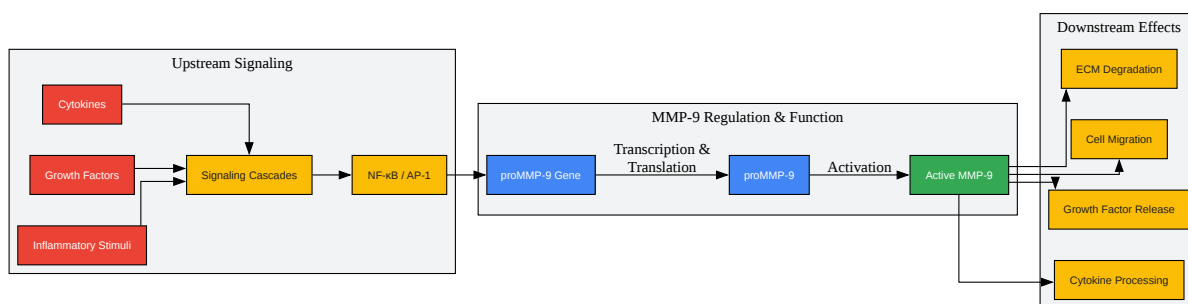 Upstream Signaling
Cytokines
Growth Factors
Inflammatory Stimuli
Signaling Cascades
NF-κB / AP-1
MMP-9 Regulation & Function
proMMP-9 Gene
Transcription &
Translation
proMMP-9
Activation
Active MMP-9
Downstream Effects
ECM Degradation
Cell Migration
Growth Factor Release
Cytokine Processing